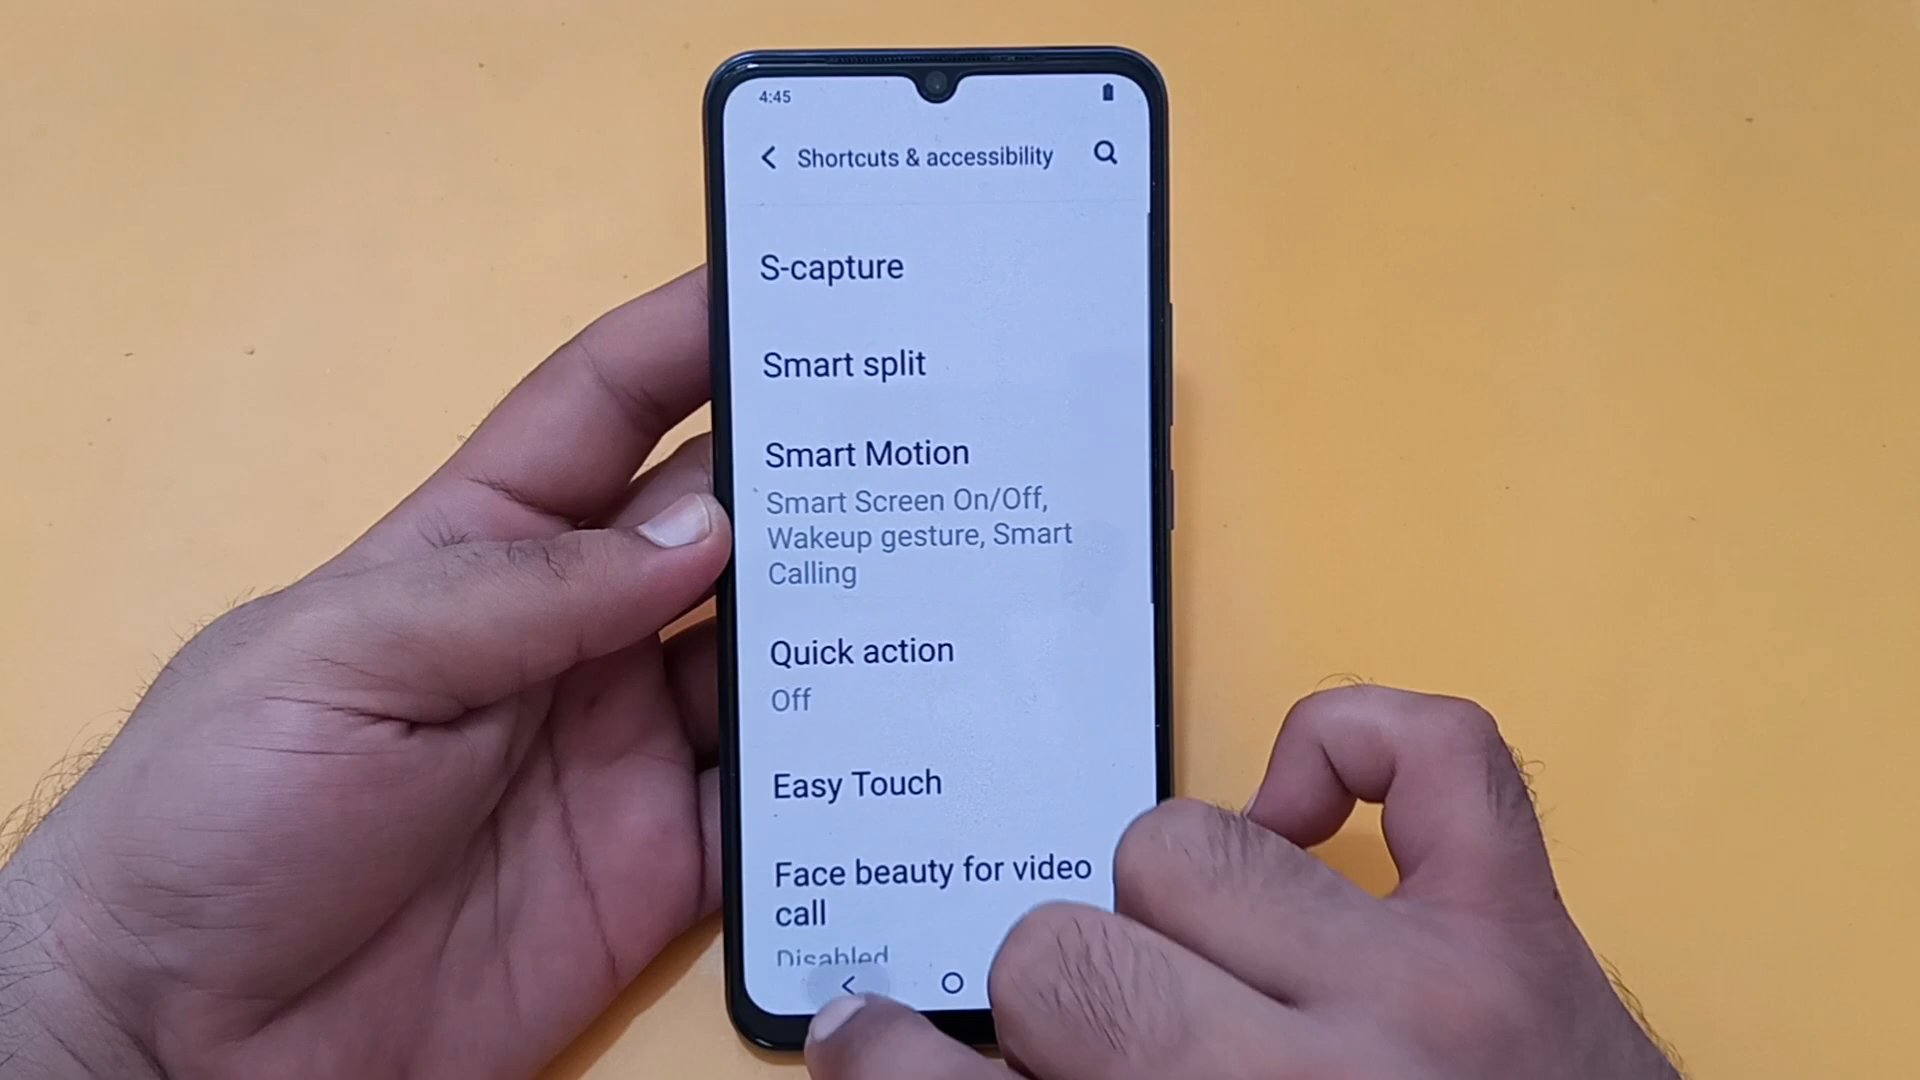 4:45
Shortcuts & accessibility
S-capture
Smart split
Smart Motion
Smart Screen On/Off,
Wakeup gesture, Smart
Calling
Quick action
Off
Easy Touch
Face beauty for video
call
Disabled